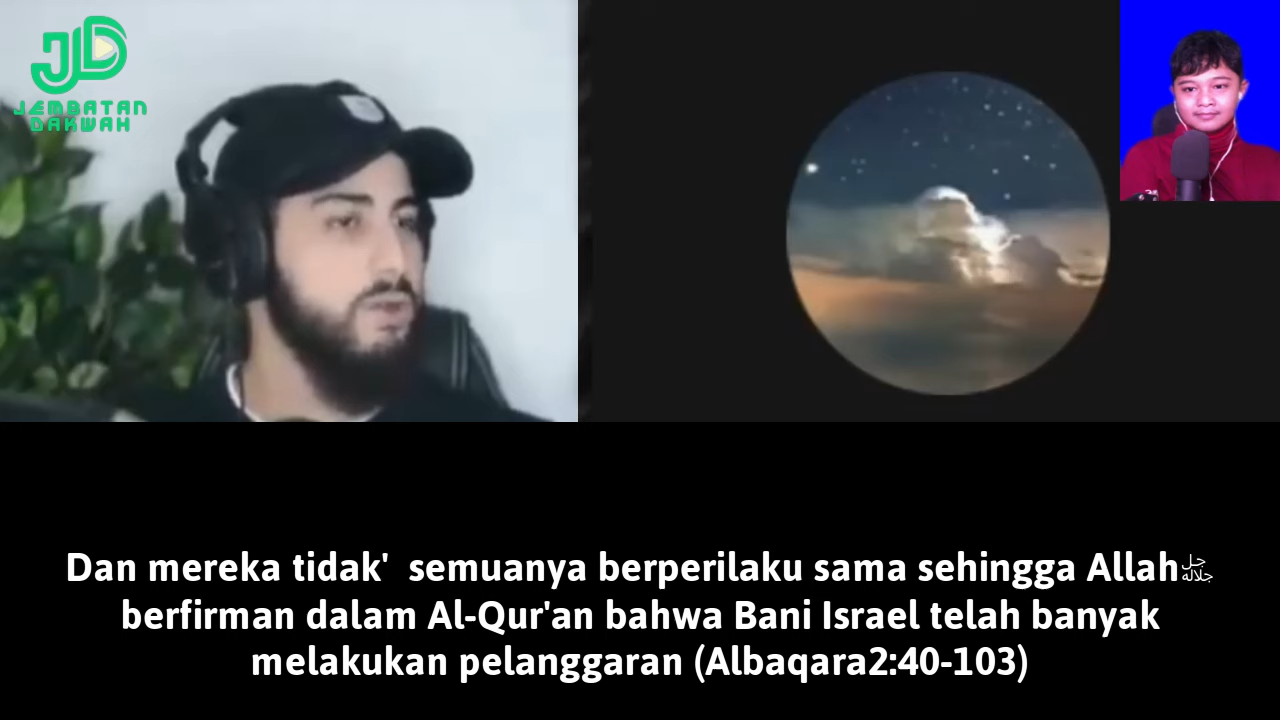 JEMBATAN
DAKWAH
Dan mereka tidak'  semuanya berperilaku sama sehingga Allahﷻ
berfirman dalam Al-Qur'an bahwa Bani Israel telah banyak
melakukan pelanggaran (Albaqara2:40-103)